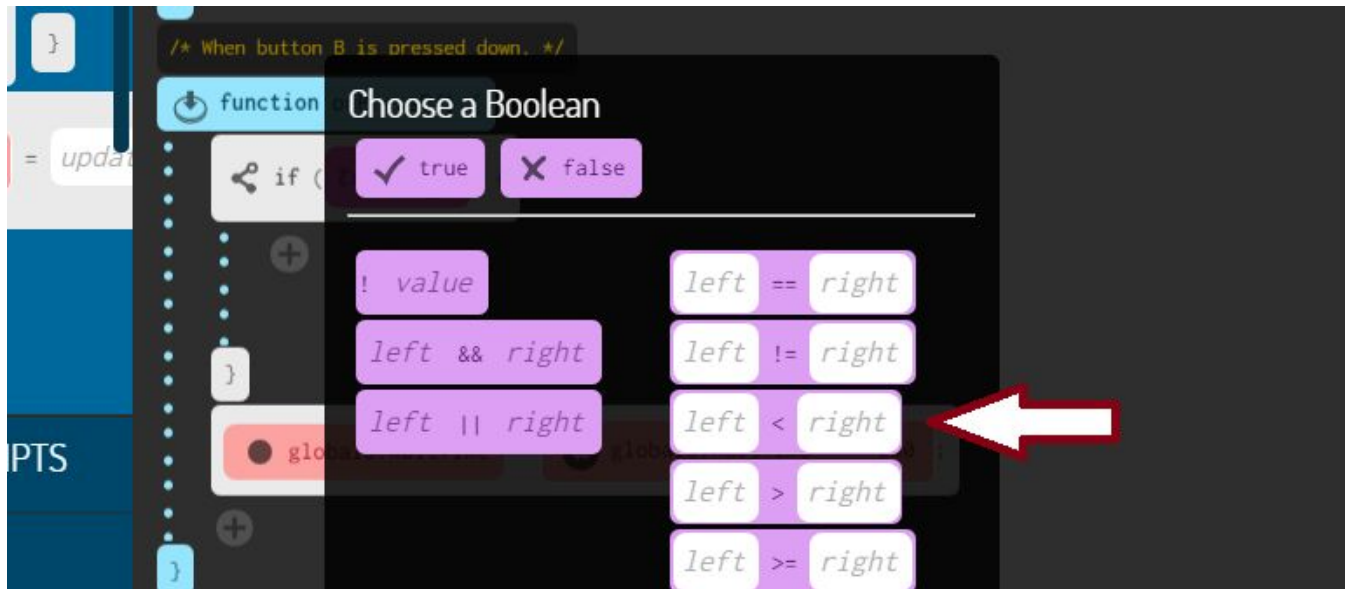 }
/* When button B is pressed down. */
function
Choose a Boolean
= updat
if (
true
false
! value
left == right
left && right
left != right
}
left || right
left < right
IPTS
left > right
left >= right
}